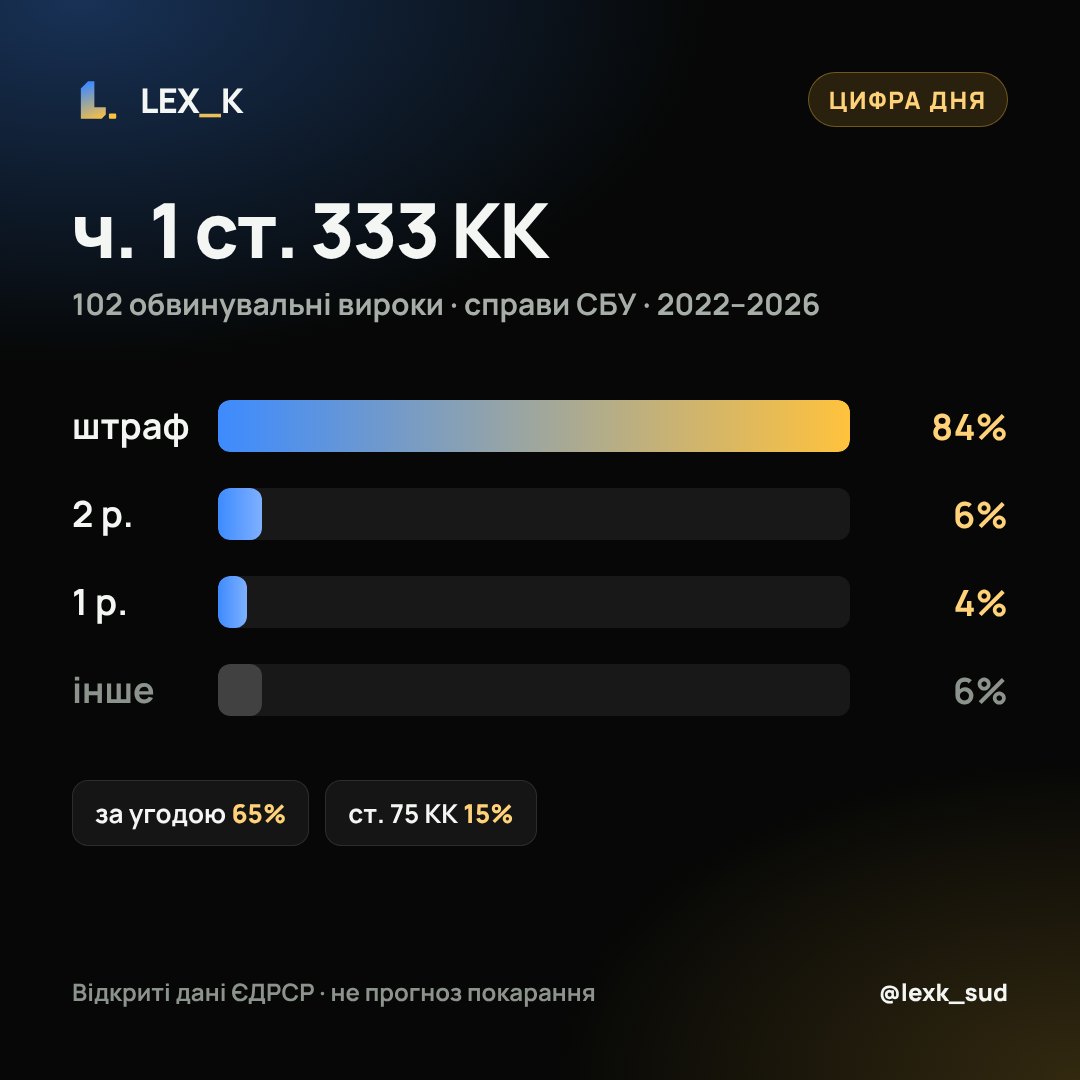 LEX_K
ЦИФРА ДНЯ
ч. 1 ст. 333 КК
102 обвинувальні вироки · справи СБУ · 2022–2026
штраф 84%
2 р. 6%
1 р. 4%
інше 6%
за угодою 65% ст. 75 КК 15%
Відкриті дані ЄДРСР · не прогноз покарання @lexk_sud